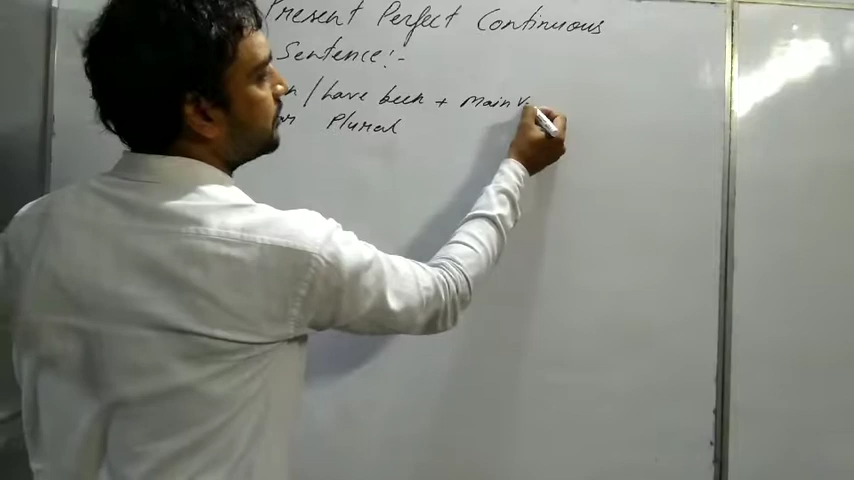 Present Perfect Continuous
Sentence:-
/have been + Main V
Plural